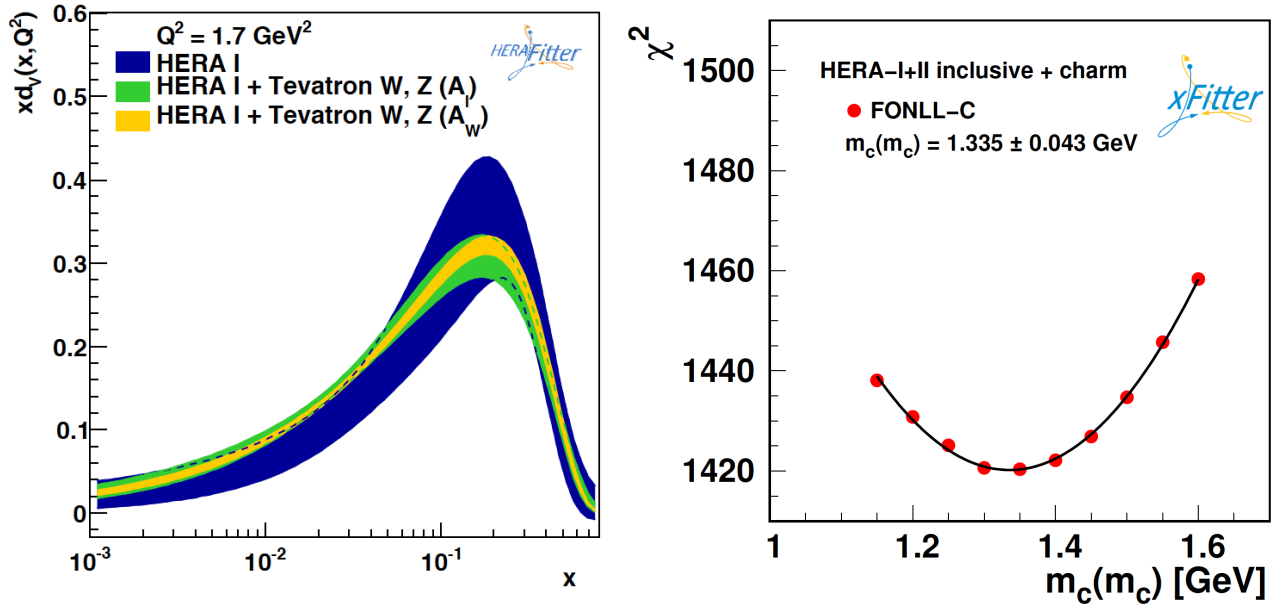 0.6
0.5
0.4
0.3
0.2
0.1
0
xd_v(x,Q²)
Q² = 1.7 GeV²
HERAFitter
HERA I
HERA I + Tevatron W, Z (A_l)
HERA I + Tevatron W, Z (A_W)
10⁻³ 10⁻² 10⁻¹
x
χ²
1500
1480
1460
1440
1420
HERA-I+II inclusive + charm
xFitter
FONLL-C
m_c(m_c) = 1.335 ± 0.043 GeV
1 1.2 1.4 1.6
m_c(m_c) [GeV]